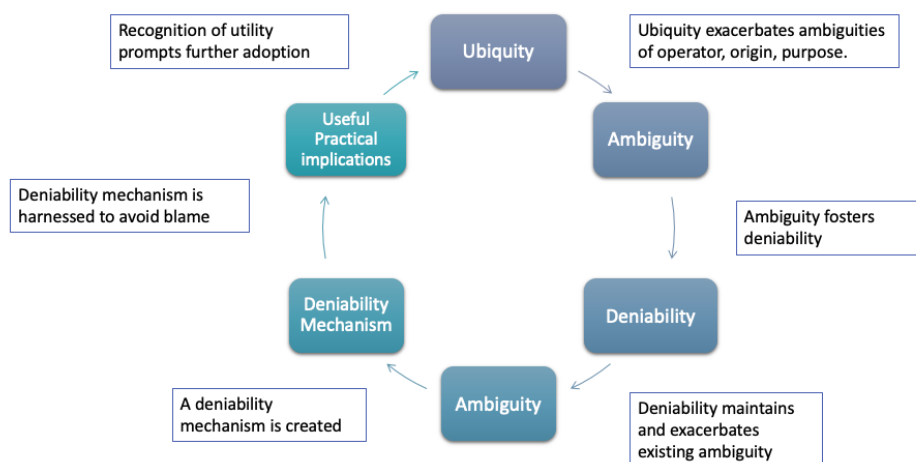 Recognition of utility
prompts further adoption
Ubiquity
Ubiquity exacerbates ambiguities
of operator, origin, purpose.
Useful
Practical
implications
Ambiguity
Deniability mechanism is
harnessed to avoid blame
Ambiguity fosters
deniability
Deniability
Mechanism
Deniability
A deniability
mechanism is created
Ambiguity
Deniability maintains
and exacerbates
existing ambiguity